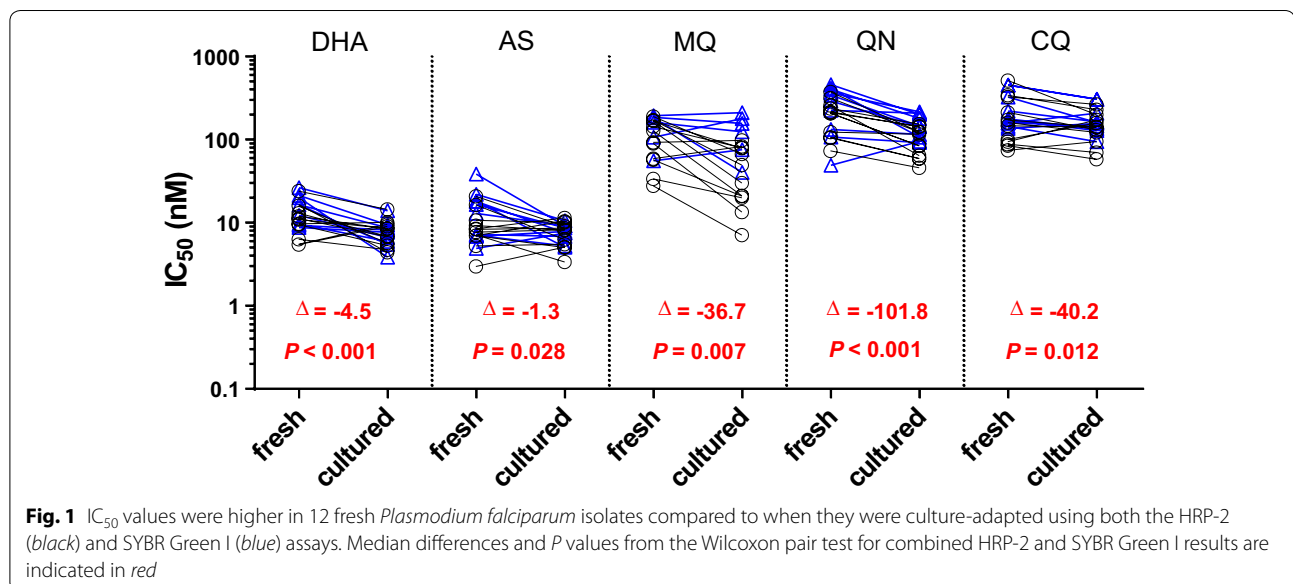 DHA AS MQ QN CQ
1000
100
10
1
0.1
IC50 (nM)
Δ = -4.5 Δ = -1.3 Δ = -36.7 Δ = -101.8 Δ = -40.2
P < 0.001 P = 0.028 P = 0.007 P < 0.001 P = 0.012
fresh cultured fresh cultured fresh cultured fresh cultured fresh cultured
Fig. 1 IC50 values were higher in 12 fresh Plasmodium falciparum isolates compared to when they were culture-adapted using both the HRP-2
(black) and SYBR Green I (blue) assays. Median differences and P values from the Wilcoxon pair test for combined HRP-2 and SYBR Green I results are
indicated in red